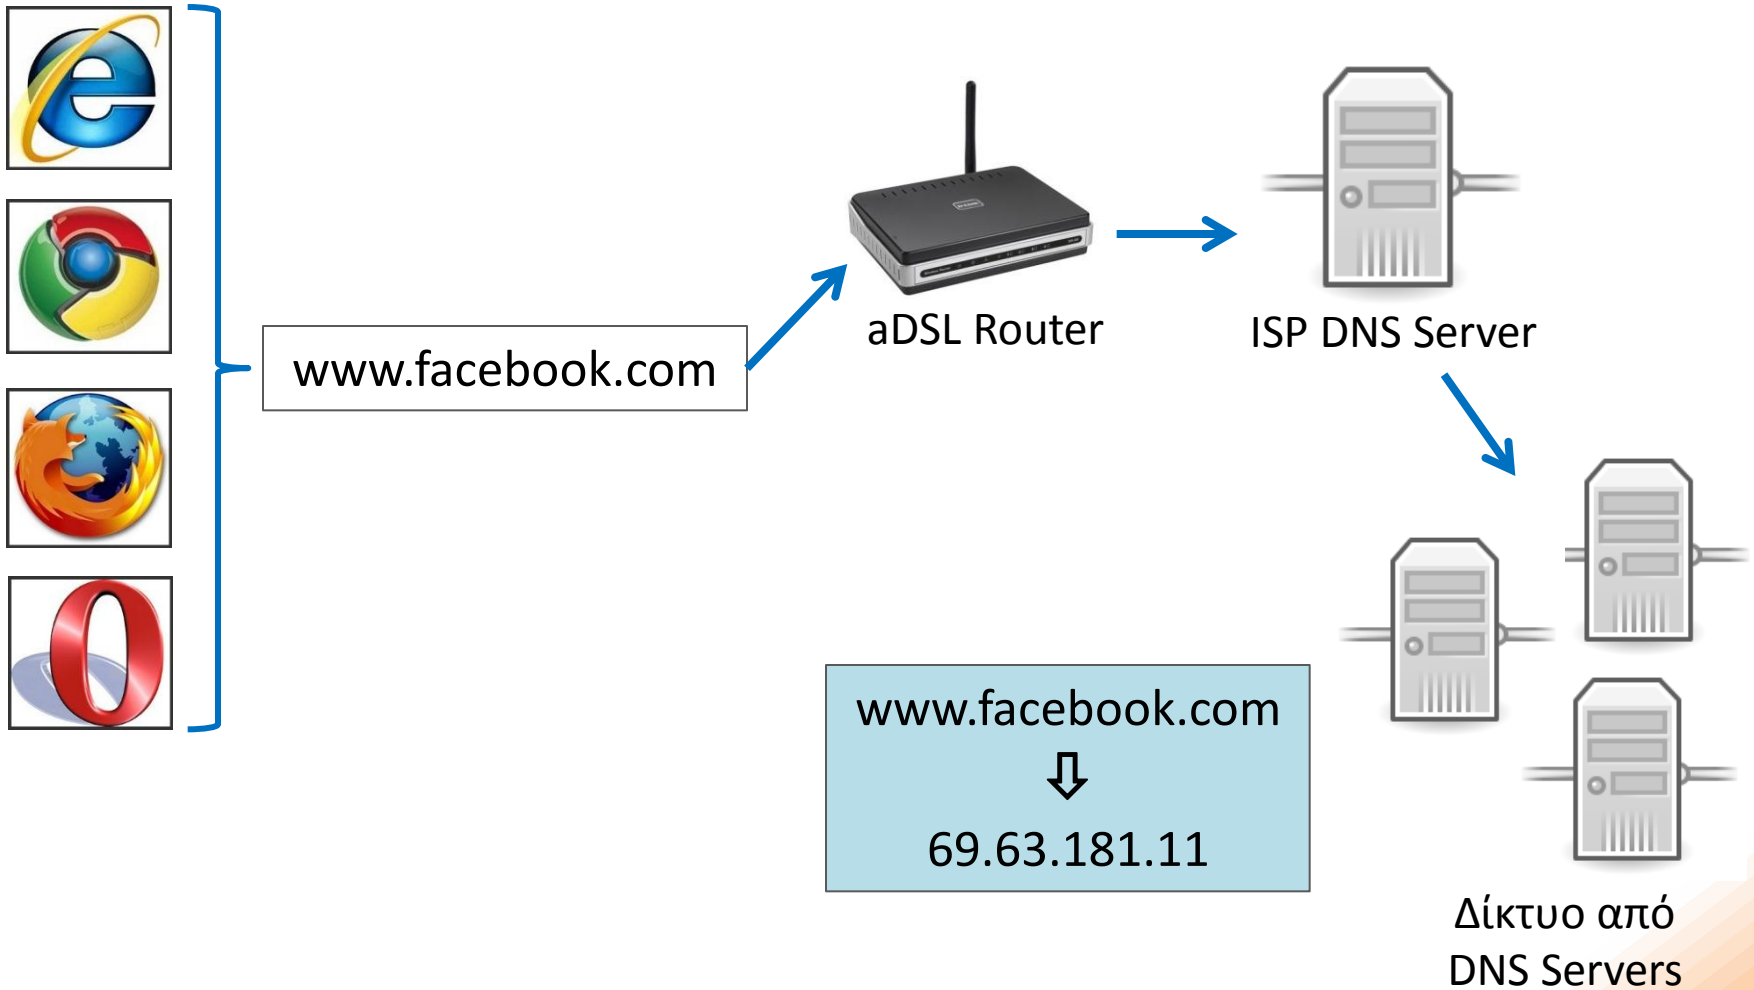 www.facebook.com
aDSL Router
ISP DNS Server
www.facebook.com
69.63.181.11
Δίκτυο από
DNS Servers